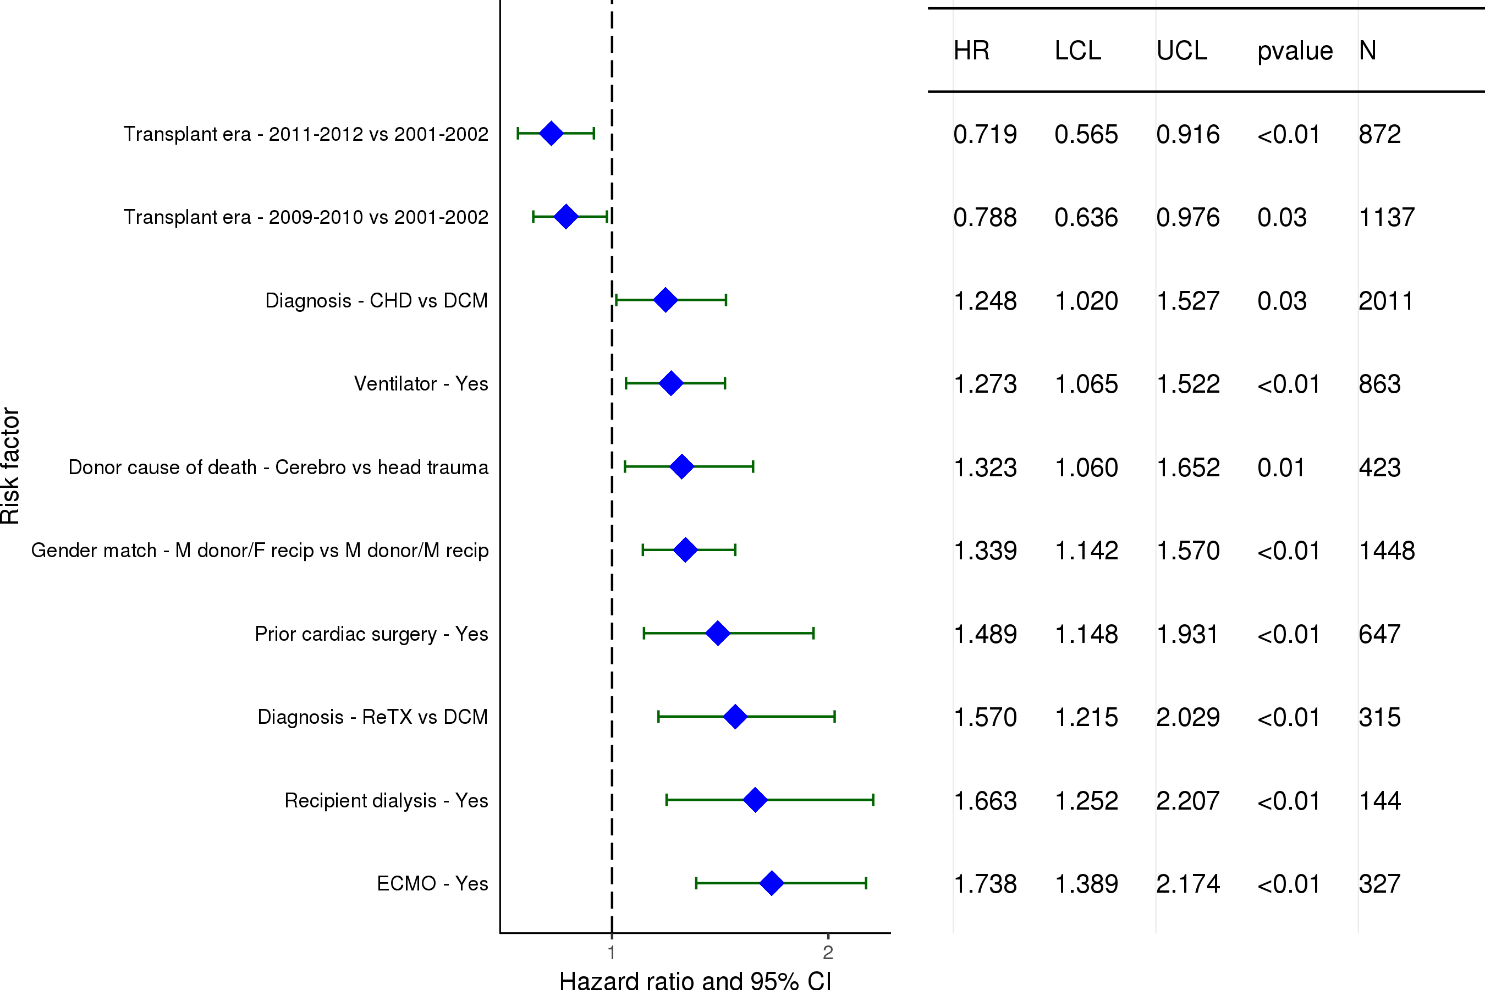 HR LCL UCL pvalue N
Transplant era - 2011-2012 vs 2001-2002 0.719 0.565 0.916 <0.01 872
Transplant era - 2009-2010 vs 2001-2002 0.788 0.636 0.976 0.03 1137
Diagnosis - CHD vs DCM 1.248 1.020 1.527 0.03 2011
Ventilator - Yes 1.273 1.065 1.522 <0.01 863
Donor cause of death - Cerebro vs head trauma 1.323 1.060 1.652 0.01 423
Gender match - M donor/F recip vs M donor/M recip 1.339 1.142 1.570 <0.01 1448
Prior cardiac surgery - Yes 1.489 1.148 1.931 <0.01 647
Diagnosis - ReTX vs DCM 1.570 1.215 2.029 <0.01 315
Recipient dialysis - Yes 1.663 1.252 2.207 <0.01 144
ECMO - Yes 1.738 1.389 2.174 <0.01 327
Risk factor
1 2
Hazard ratio and 95% CI